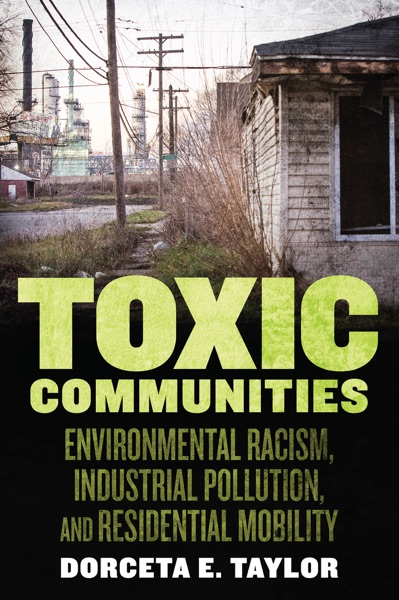 TOXIC
COMMUNITIES
ENVIRONMENTAL RACISM,
INDUSTRIAL POLLUTION,
AND RESIDENTIAL MOBILITY
DORCETA E. TAYLOR